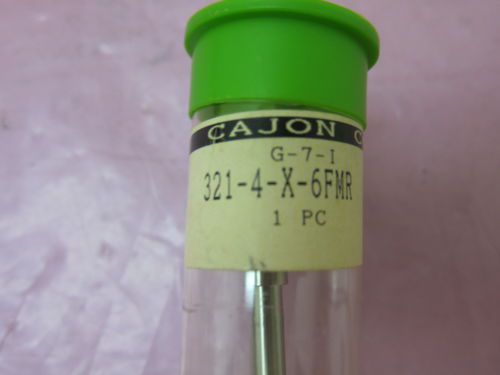 CAJON
G-7-I
321-4-X-6FMR
1 PC